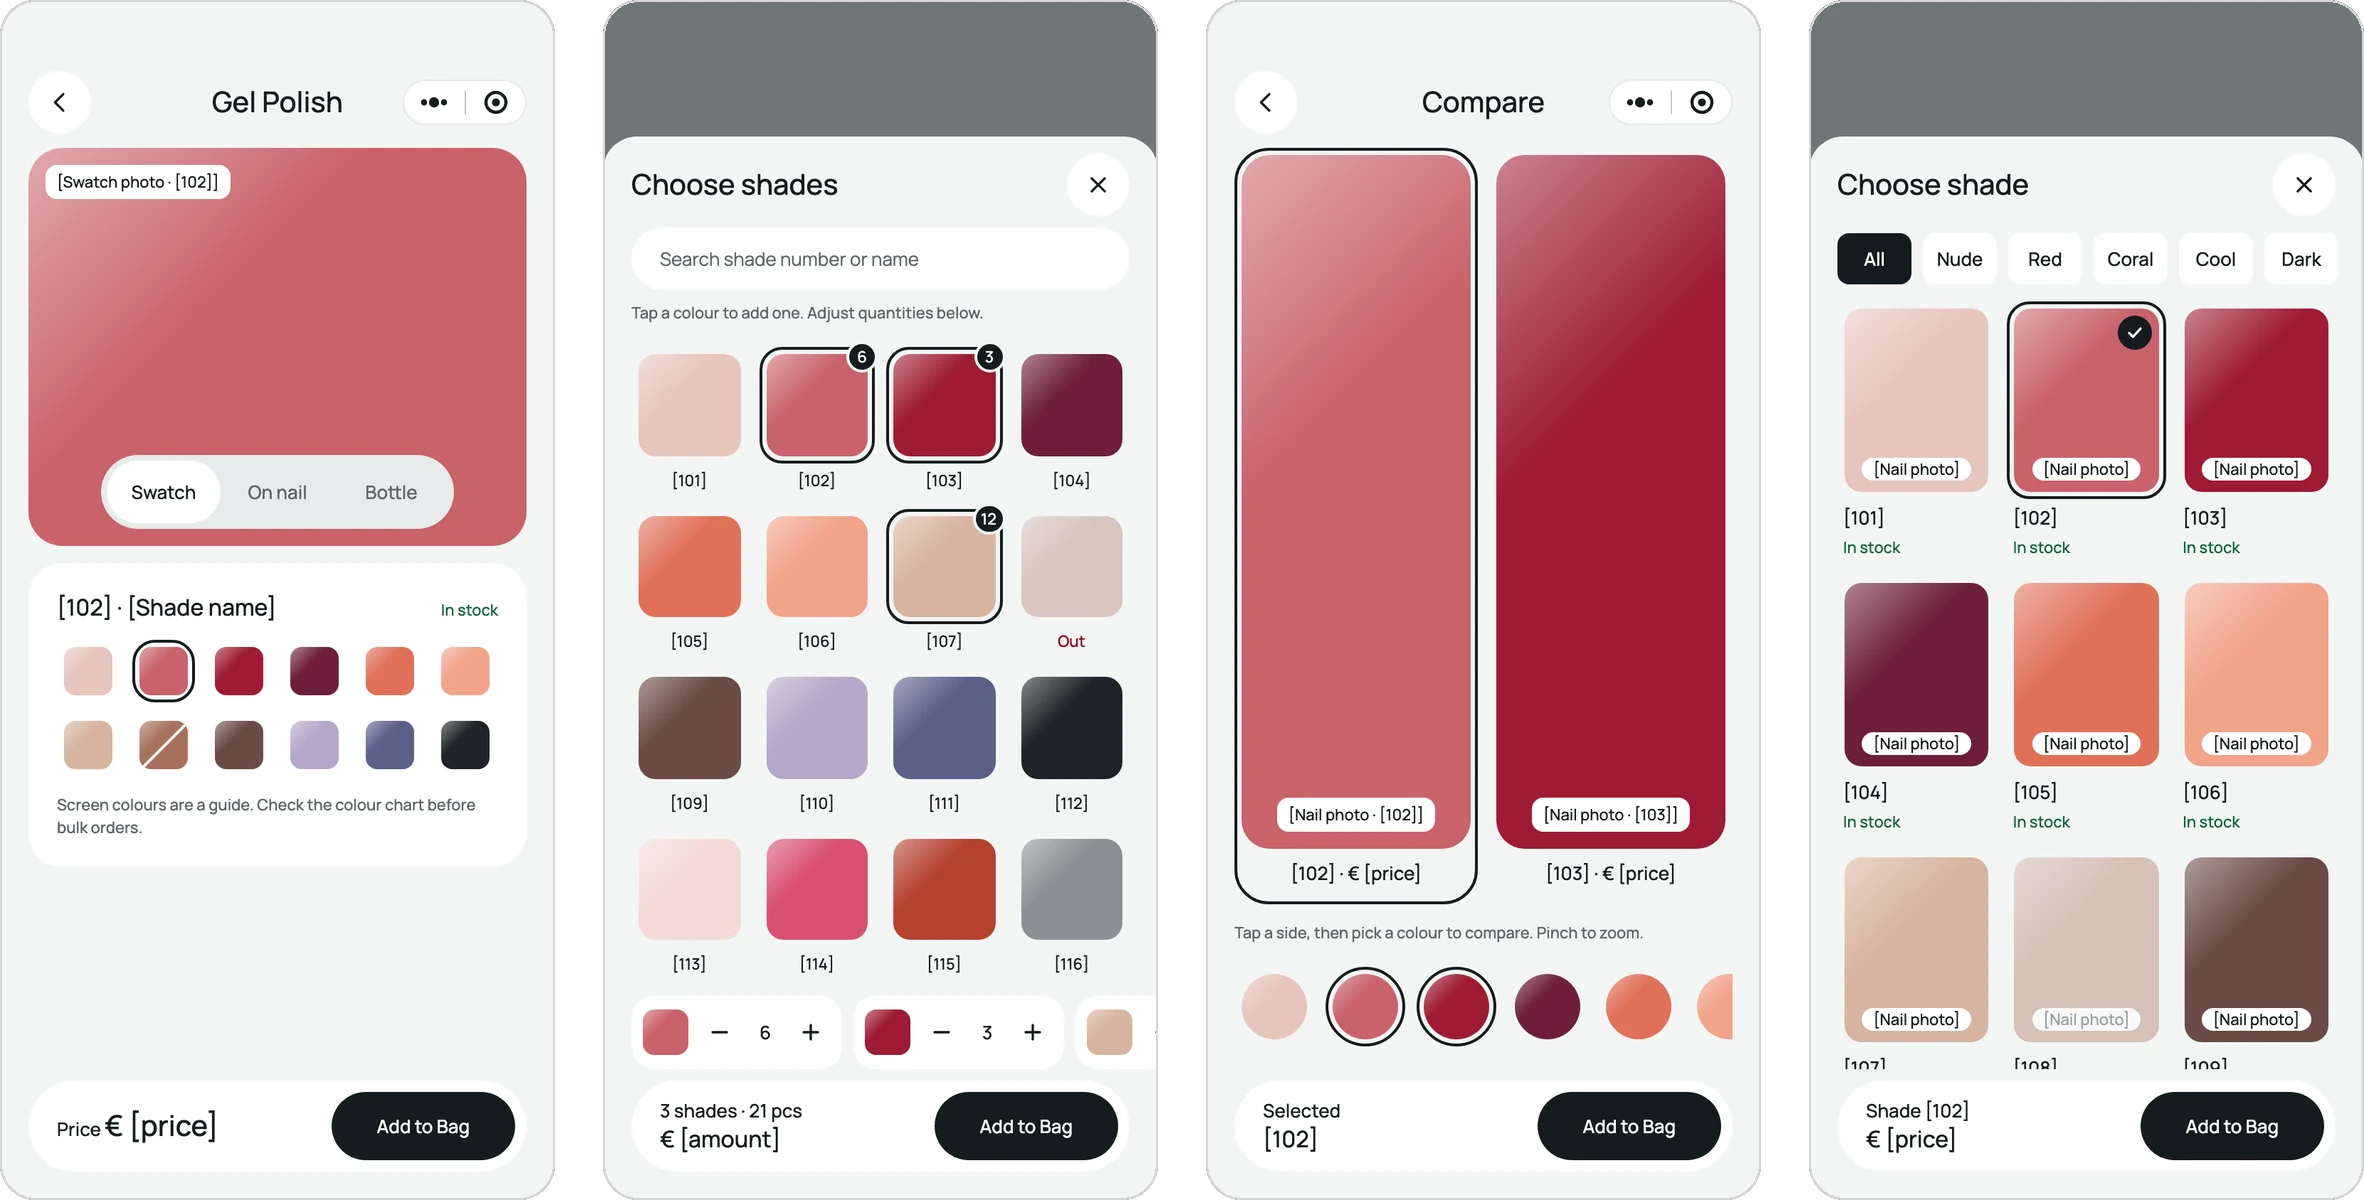 Gel Polish
[Swatch photo · [102]]
Swatch On nail Bottle
[102] · [Shade name] In stock
Screen colours are a guide. Check the colour chart before
bulk orders.
Price € [price] Add to Bag
Choose shades
Search shade number or name
Tap a colour to add one. Adjust quantities below.
6 3
[101] [102] [103] [104]
12
[105] [106] [107] Out
[109] [110] [111] [112]
[113] [114] [115] [116]
6 3
3 shades · 21 pcs
€ [amount]
Add to Bag
Compare
[Nail photo · [102]] [Nail photo · [103]]
[102] · € [price] [103] · € [price]
Tap a side, then pick a colour to compare. Pinch to zoom.
Selected
[102]
Add to Bag
Choose shade
All Nude Red Coral Cool Dark
[Nail photo] [Nail photo] [Nail photo]
[101] [102] [103]
In stock In stock In stock
[Nail photo] [Nail photo] [Nail photo]
[104] [105] [106]
In stock In stock In stock
[Nail photo] [Nail photo] [Nail photo]
[107] [108] [109]
Shade [102]
€ [price]
Add to Bag